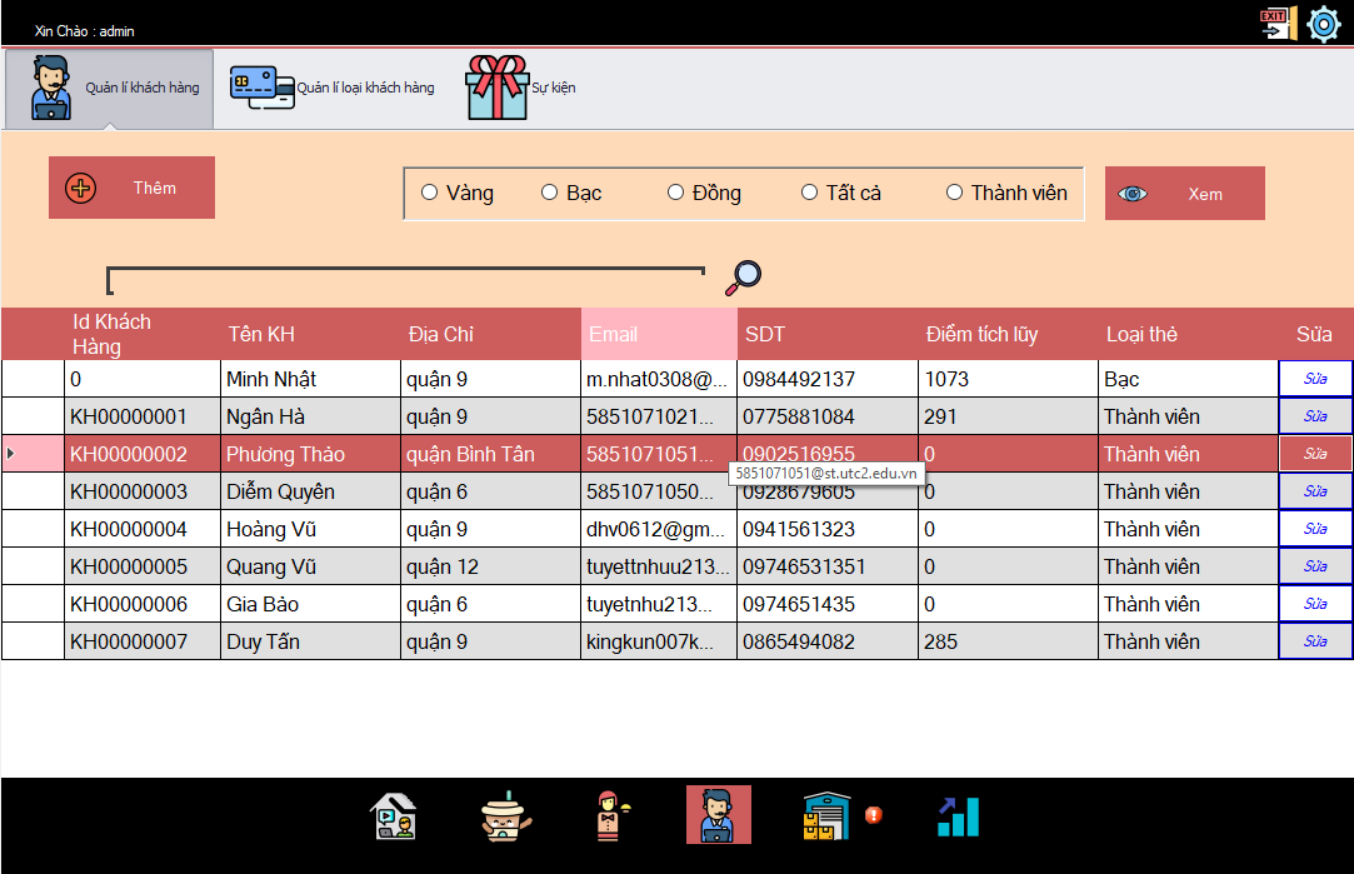 Xin Chào : admin
EXIT
Quản lí khách hàng
Quản lí loại khách hàng
Sự kiện
Thêm
Vàng Bạc Đồng Tất cả Thành viên
Xem
Id Khách Hàng Tên KH Địa Chỉ Email SDT Điểm tích lũy Loại thẻ Sửa
0 Minh Nhật quận 9 m.nhat0308@... 0984492137 1073 Bạc Sửa
KH00000001 Ngân Hà quận 9 5851071021... 0775881084 291 Thành viên Sửa
KH00000002 Phương Thảo quận Bình Tân 5851071051... 0902516955 0 Thành viên Sửa
5851071051@st.utc2.edu.vn
KH00000003 Diễm Quyên quận 6 5851071050... 0928679605 0 Thành viên Sửa
KH00000004 Hoàng Vũ quận 9 dhv0612@gm... 0941561323 0 Thành viên Sửa
KH00000005 Quang Vũ quận 12 tuyettnhuu213... 09746531351 0 Thành viên Sửa
KH00000006 Gia Bảo quận 6 tuyetnhu213... 0974651435 0 Thành viên Sửa
KH00000007 Duy Tấn quận 9 kingkun007k... 0865494082 285 Thành viên Sửa